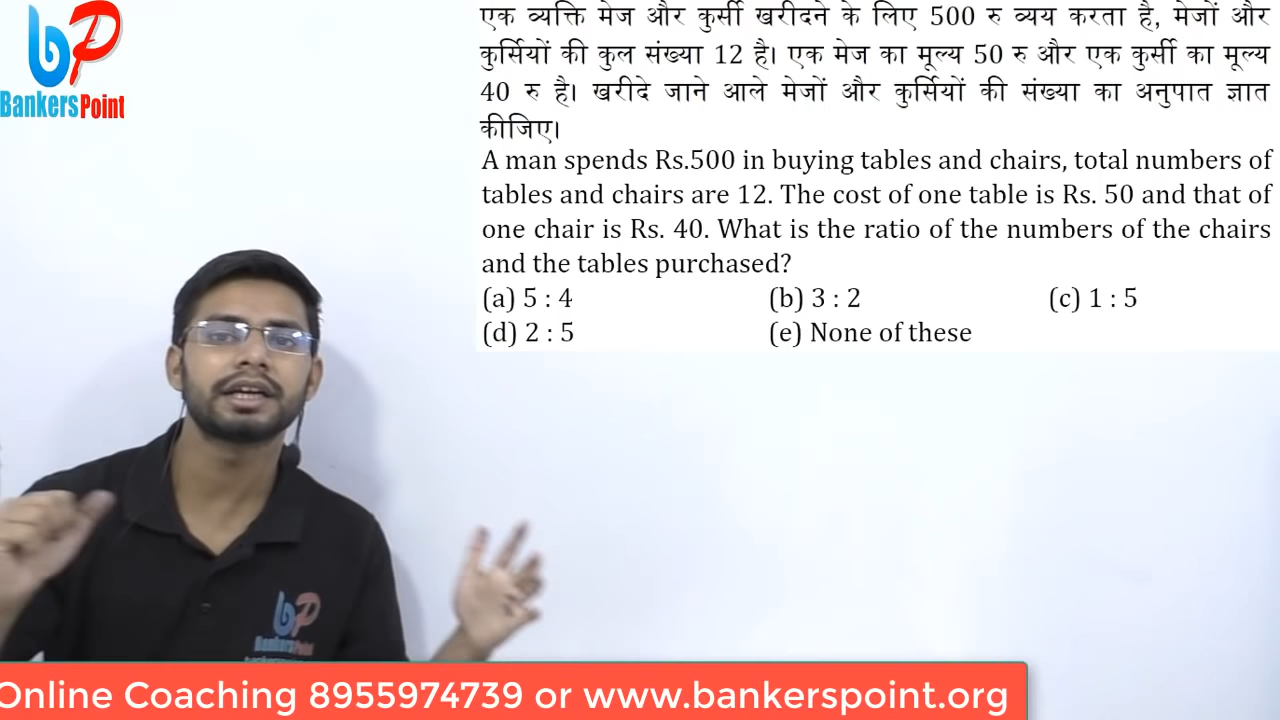 एक व्यक्ति मेज और कुर्सी खरीदने के लिए 500 रु व्यय करता है, मेजों और
कुर्सियों की कुल संख्या 12 है। एक मेज का मूल्य 50 रु और एक कुर्सी का मूल्य
40 रु है। खरीदे जाने आले मेजों और कुर्सियों की संख्या का अनुपात ज्ञात
कीजिए।
A man spends Rs.500 in buying tables and chairs, total numbers of
tables and chairs are 12. The cost of one table is Rs. 50 and that of
one chair is Rs. 40. What is the ratio of the numbers of the chairs
and the tables purchased?
(a) 5 : 4 (b) 3 : 2 (c) 1 : 5
(d) 2 : 5 (e) None of these
bP
BankersPoint
bP
BankersPoint
Online Coaching 8955974739 or www.bankerspoint.org